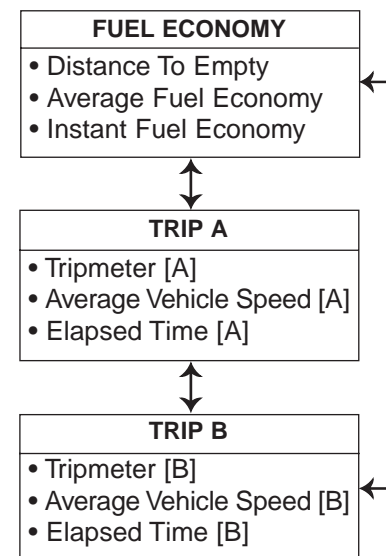 FUEL ECONOMY
• Distance To Empty
• Average Fuel Economy
• Instant Fuel Economy
TRIP A
• Tripmeter [A]
• Average Vehicle Speed [A]
• Elapsed Time [A]
TRIP B
• Tripmeter [B]
• Average Vehicle Speed [B]
• Elapsed Time [B]